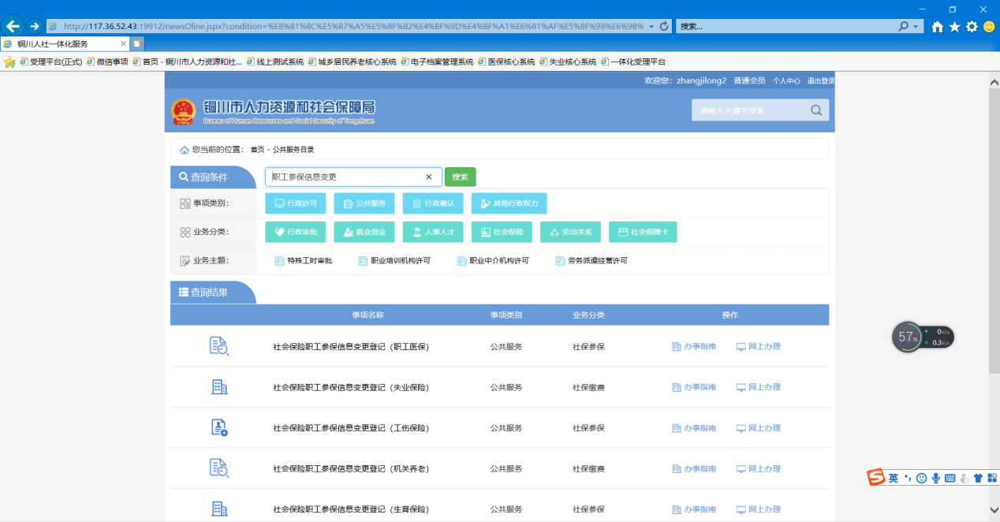 http://117.36.52.43:19912/newsOline.jspx?condition=%E8%81%8C%E5%B7%A5%E5%8F%82%E4%BF%9D%E4%BF%A1%E6%81%AF%E5%8F%98%E6%9B%
搜索...
铜川人社一体化服务
受理平台(正式) 微信事项 首页 - 铜川市人力资源和社... 线上测试系统 城乡居民养老核心系统 电子档案管理系统 医保核心系统 失业核心系统 一体化受理平台
欢迎您: zhangjilong2 普通会员 个人中心 退出登录
铜川市人力资源和社会保障局
Bureau of Human Resources and Social Security of Tongchuan
请输入关键字搜索
您当前的位置: 首页 - 公共服务目录
查询条件 职工参保信息变更 搜索
事项类别: 行政许可 公共服务 行政确认 其他行政权力
业务分类: 行政审批 就业创业 人事人才 社会保险 劳动关系 社会保障卡
业务主题: 特殊工时审批 职业培训机构许可 职业中介机构许可 劳务派遣经营许可
查询结果
事项名称 事项类别 业务分类 操作
社会保险职工参保信息变更登记（职工医保） 公共服务 社保参保 办事指南 网上办理
57% 0K/s
0.3K/s
社会保险职工参保信息变更登记（失业保险） 公共服务 社保缴费 办事指南 网上办理
社会保险职工参保信息变更登记（工伤保险） 公共服务 社保参保 办事指南 网上办理
社会保险职工参保信息变更登记（机关养老） 公共服务 社保缴费 办事指南 网上办理
英
社会保险职工参保信息变更登记（生育保险） 公共服务 社保参保 办事指南 网上办理